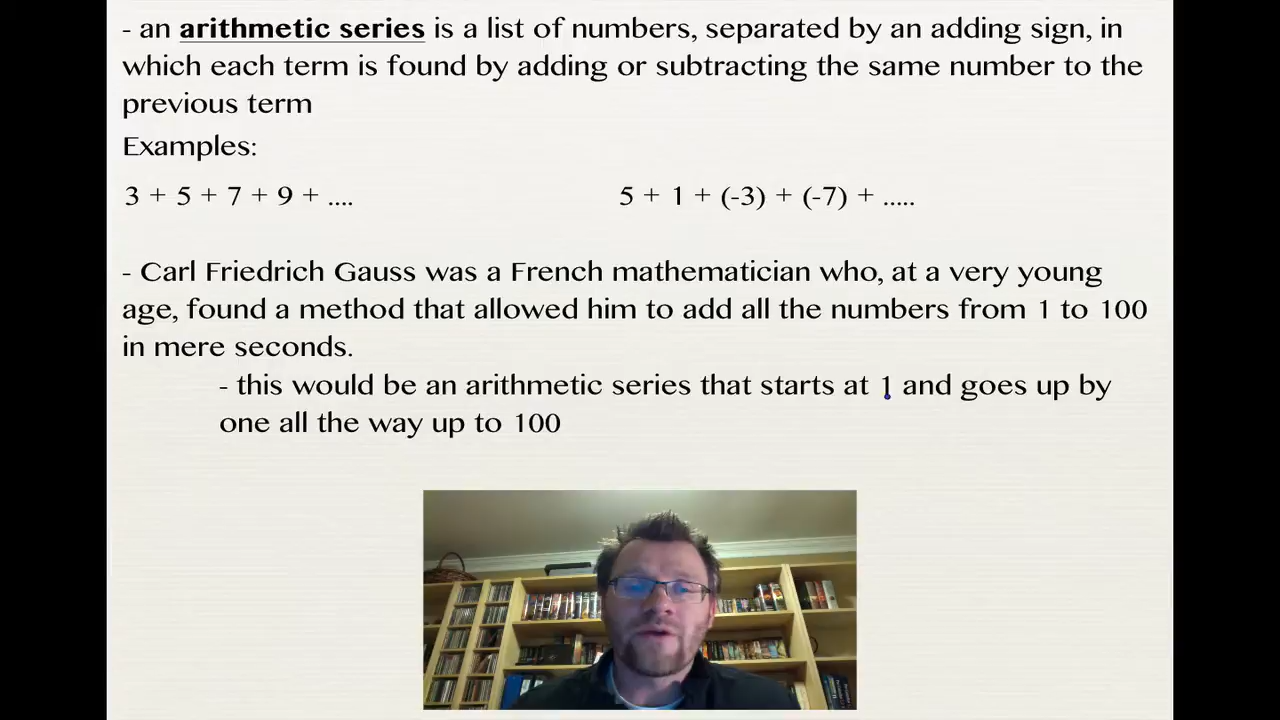 - an arithmetic series is a list of numbers, separated by an adding sign, in
which each term is found by adding or subtracting the same number to the
previous term
Examples:
3 + 5 + 7 + 9 + ....
5 + 1 + (-3) + (-7) + .....
- Carl Friedrich Gauss was a French mathematician who, at a very young
age, found a method that allowed him to add all the numbers from 1 to 100
in mere seconds.
- this would be an arithmetic series that starts at 1 and goes up by
one all the way up to 100